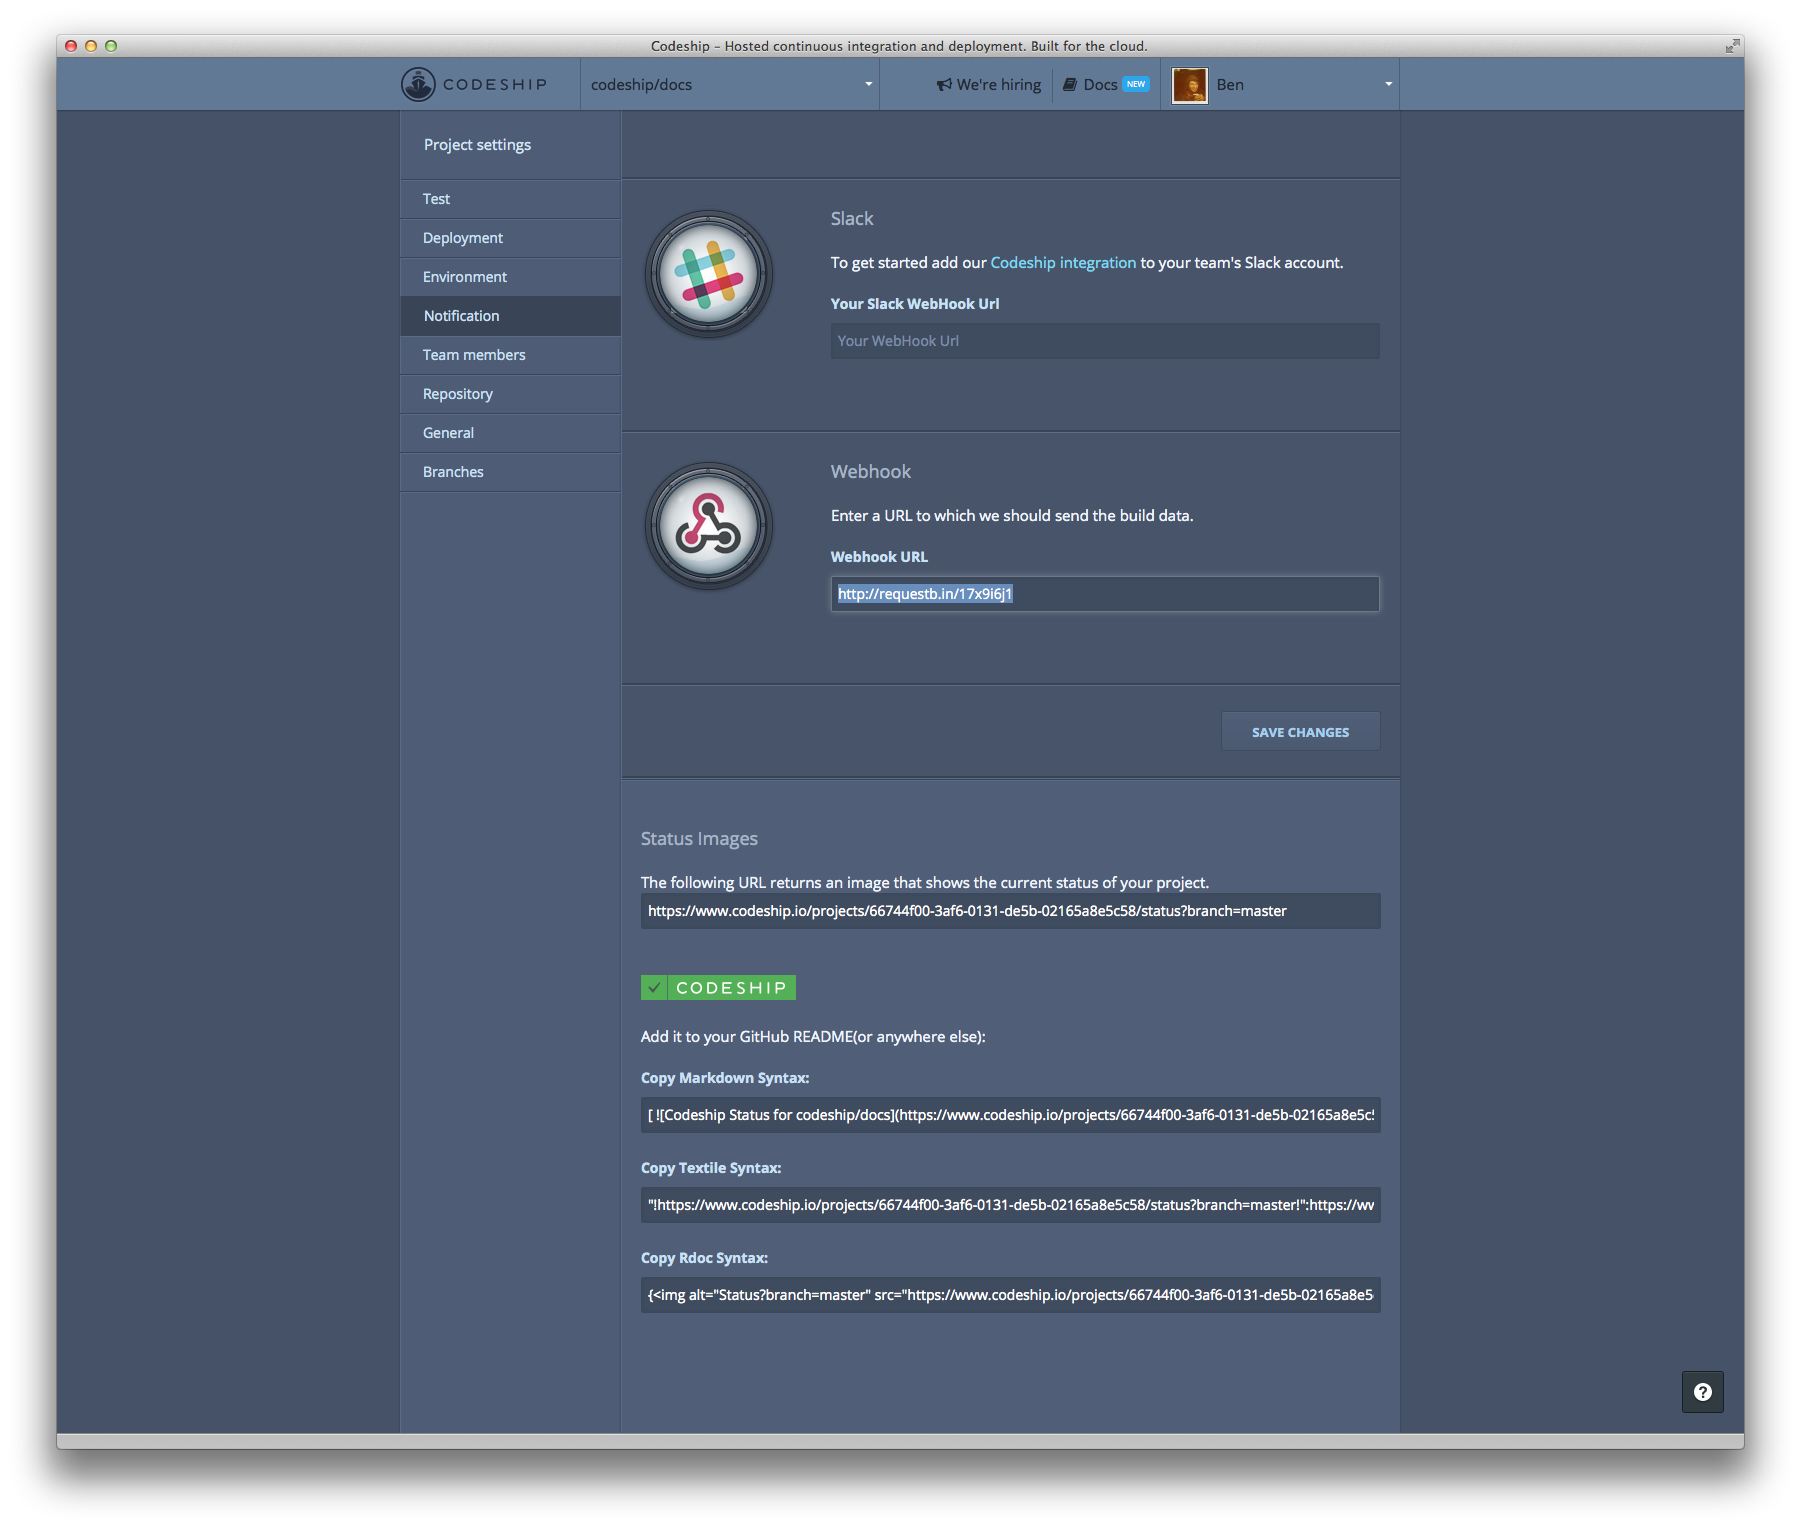 Codeship – Hosted continuous integration and deployment. Built for the cloud.
CODESHIP
codeship/docs
We're hiring
Docs NEW
Ben
Project settings
Test
Deployment
Environment
Notification
Team members
Repository
General
Branches
Slack
To get started add our Codeship integration to your team's Slack account.
Your Slack WebHook Url
Your WebHook Url
Webhook
Enter a URL to which we should send the build data.
Webhook URL
http://requestb.in/17x9i6j1
SAVE CHANGES
Status Images
The following URL returns an image that shows the current status of your project.
https://www.codeship.io/projects/66744f00-3af6-0131-de5b-02165a8e5c58/status?branch=master
CODESHIP
Add it to your GitHub README(or anywhere else):
Copy Markdown Syntax:
[ ![Codeship Status for codeship/docs](https://www.codeship.io/projects/66744f00-3af6-0131-de5b-02165a8e5c5
Copy Textile Syntax:
"!https://www.codeship.io/projects/66744f00-3af6-0131-de5b-02165a8e5c58/status?branch=master!":https://ww
Copy Rdoc Syntax:
{<img alt="Status?branch=master" src="https://www.codeship.io/projects/66744f00-3af6-0131-de5b-02165a8e5
?